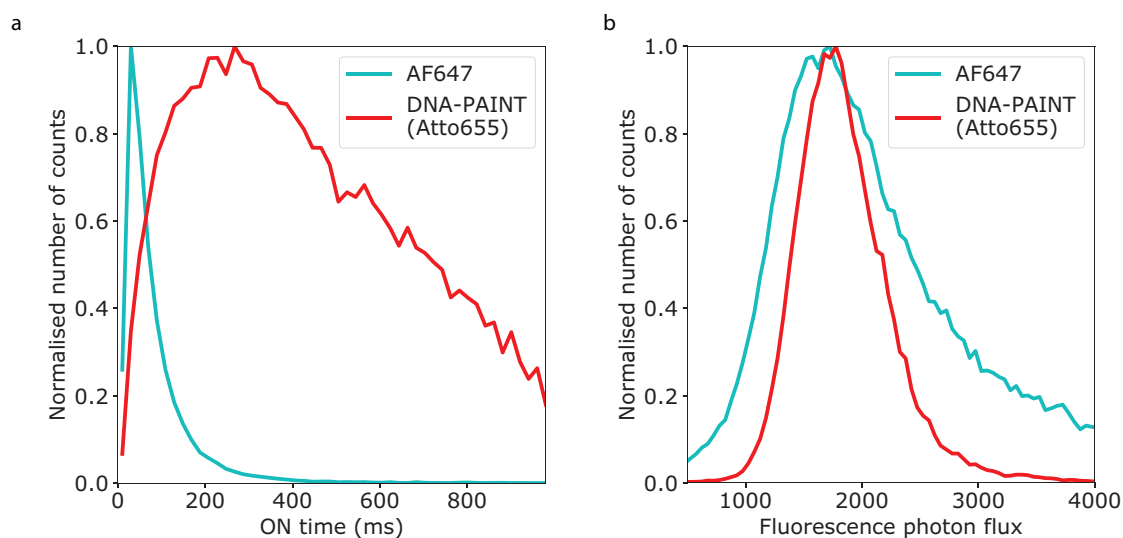 a
Normalised number of counts
1.0
0.8
0.6
0.4
0.2
0.0
0
200
400
600
800
ON time (ms)
AF647
DNA-PAINT
(Atto655)
b
Normalised number of counts
1.0
0.8
0.6
0.4
0.2
0.0
1000
2000
3000
4000
Fluorescence photon flux
AF647
DNA-PAINT
(Atto655)